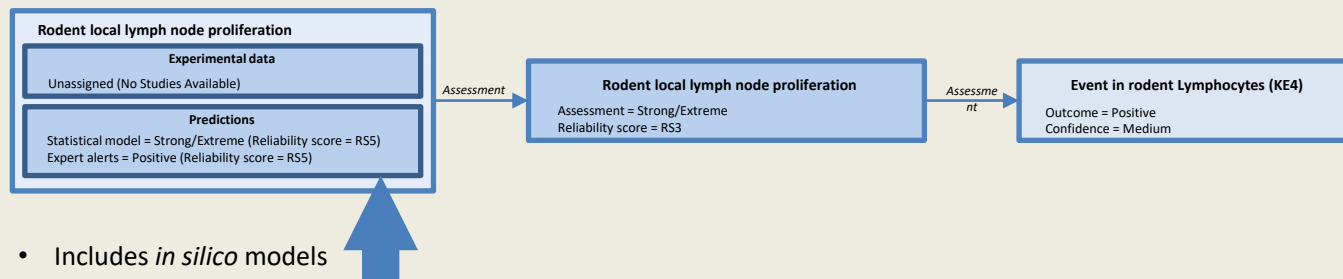 Rodent local lymph node proliferation
Experimental data
Unassigned (No Studies Available)
Predictions
Statistical model = Strong/Extreme (Reliability score = RS5)
Expert alerts = Positive (Reliability score = RS5)
Assessment
Rodent local lymph node proliferation
Assessment = Strong/Extreme
Reliability score = RS3
Assessme
nt
Event in rodent Lymphocytes (KE4)
Outcome = Positive
Confidence = Medium
• Includes in silico models